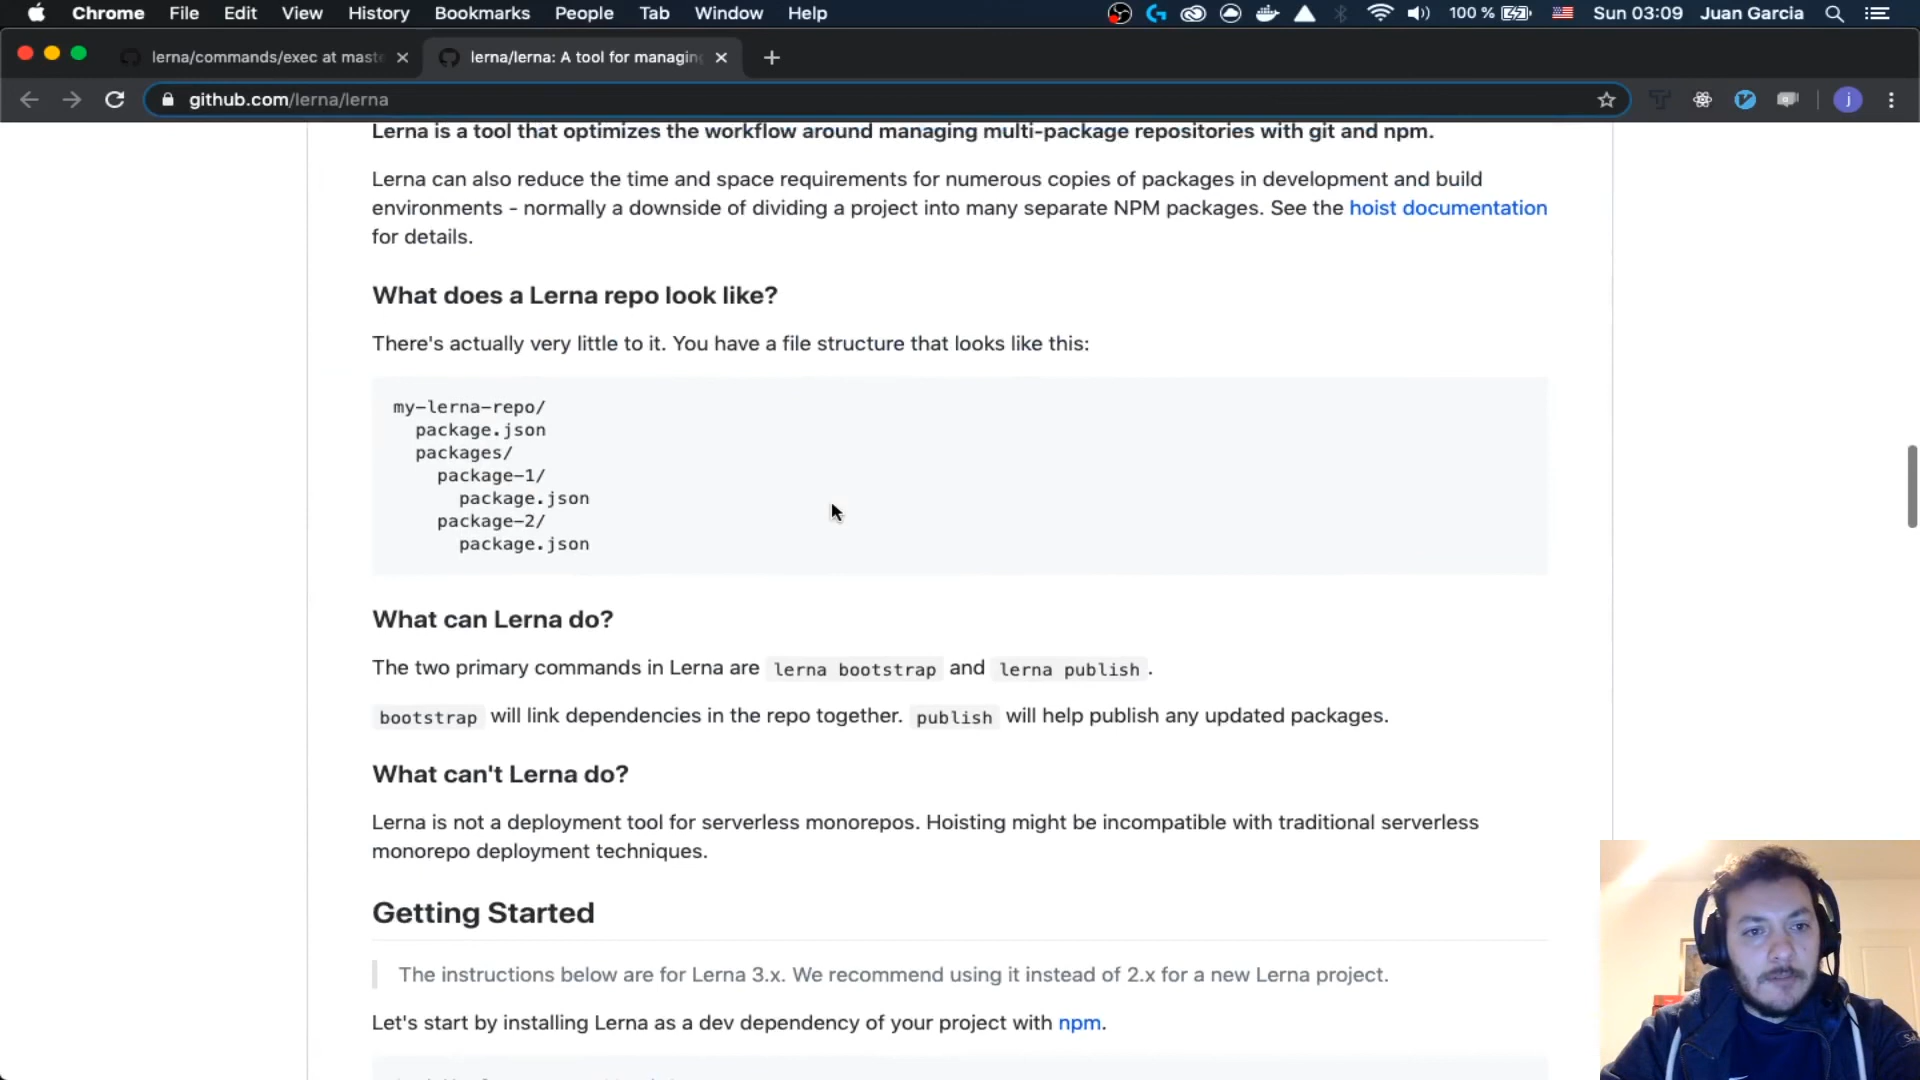 Chrome File Edit View History Bookmarks People Tab Window Help 100 % Sun 03:09 Juan Garcia
lerna/commands/exec at maste lerna/lerna: A tool for managing
github.com/lerna/lerna j
Lerna is a tool that optimizes the workflow around managing multi-package repositories with git and npm.
Lerna can also reduce the time and space requirements for numerous copies of packages in development and build
environments - normally a downside of dividing a project into many separate NPM packages. See the hoist documentation
for details.
What does a Lerna repo look like?
There's actually very little to it. You have a file structure that looks like this:
my-lerna-repo/
package.json
packages/
package-1/
package.json
package-2/
package.json
What can Lerna do?
The two primary commands in Lerna are lerna bootstrap and lerna publish .
bootstrap will link dependencies in the repo together. publish will help publish any updated packages.
What can't Lerna do?
Lerna is not a deployment tool for serverless monorepos. Hoisting might be incompatible with traditional serverless
monorepo deployment techniques.
Getting Started
The instructions below are for Lerna 3.x. We recommend using it instead of 2.x for a new Lerna project.
Let's start by installing Lerna as a dev dependency of your project with npm.